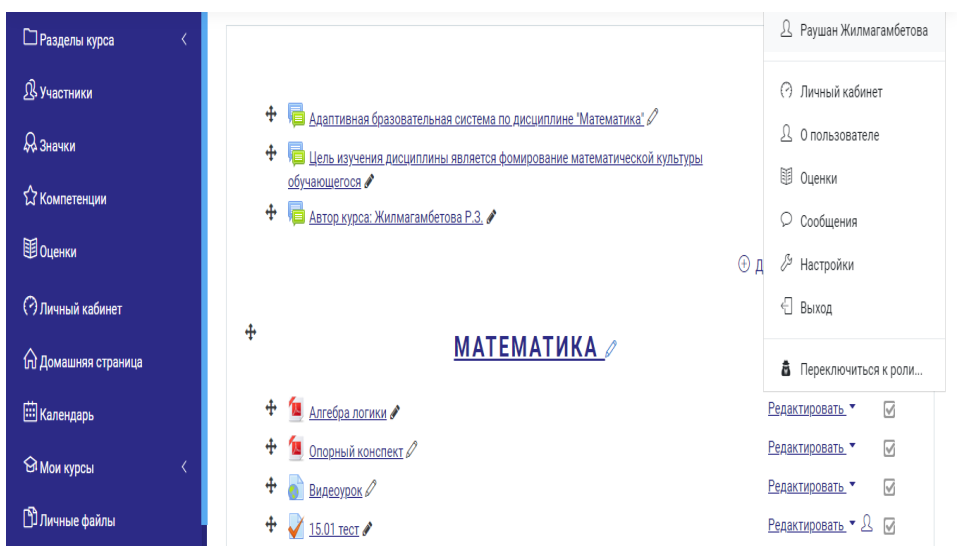 Разделы курса
Участники
Значки
Компетенции
Оценки
Личный кабинет
Домашняя страница
Календарь
Мои курсы
Личные файлы
Адаптивная бразовательная система по дисциплине "Математика"
Цель изучения дисциплины является фомирование математической культуры
обучающегося
Автор курса: Жилмагамбетова Р.З.
Д
МАТЕМАТИКА
Алгебра логики
Редактировать
Опорный конспект
Редактировать
Видеоурок
Редактировать
15.01 тест
Редактировать
Раушан Жилмагамбетова
Личный кабинет
О пользователе
Оценки
Сообщения
Настройки
Выход
Переключиться к роли...